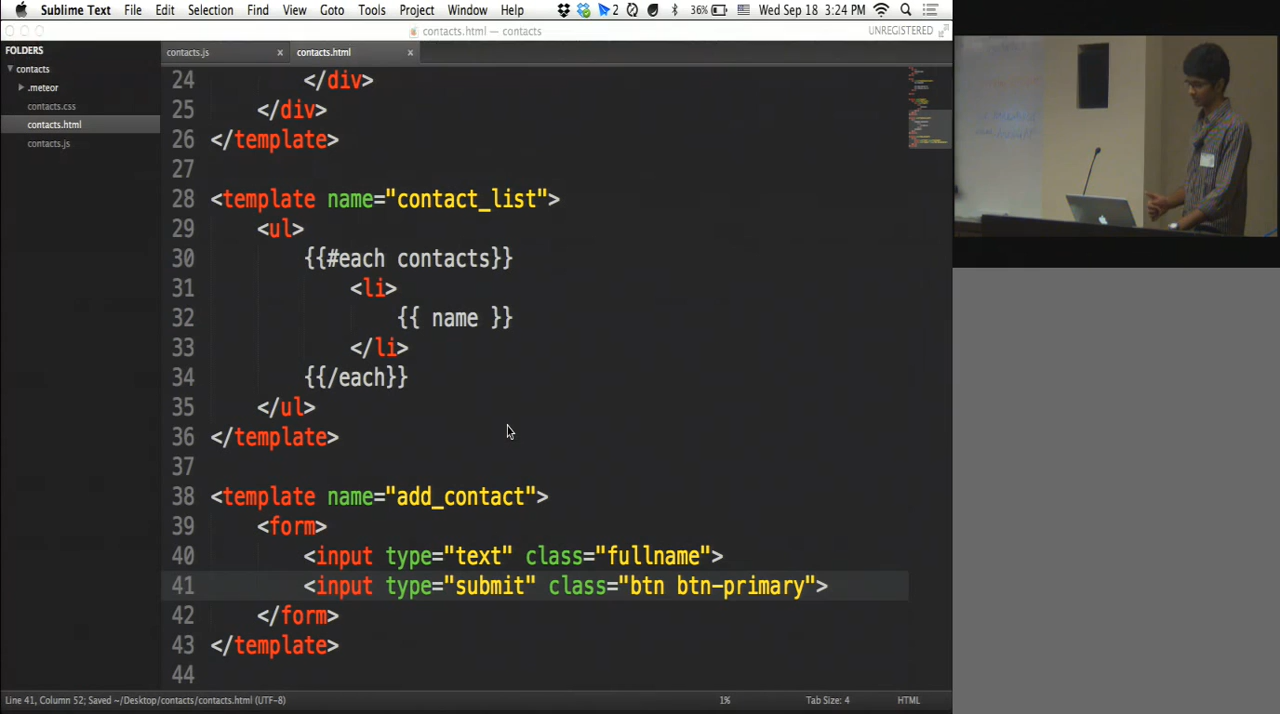 Sublime Text File Edit Selection Find View Goto Tools Project Window Help 2 36% Wed Sep 18 3:24 PM
contacts.html — contacts UNREGISTERED
FOLDERS
contacts
.meteor
contacts.css
contacts.html
contacts.js
contacts.js × contacts.html ×
24 </div>
25 </div>
26 </template>
27
28 <template name="contact_list">
29 <ul>
30 {{#each contacts}}
31 <li>
32 {{ name }}
33 </li>
34 {{/each}}
35 </ul>
36 </template>
37
38 <template name="add_contact">
39 <form>
40 <input type="text" class="fullname">
41 <input type="submit" class="btn btn-primary">
42 </form>
43 </template>
44
Line 41, Column 52; Saved ~/Desktop/contacts/contacts.html (UTF-8) 1% Tab Size: 4 HTML